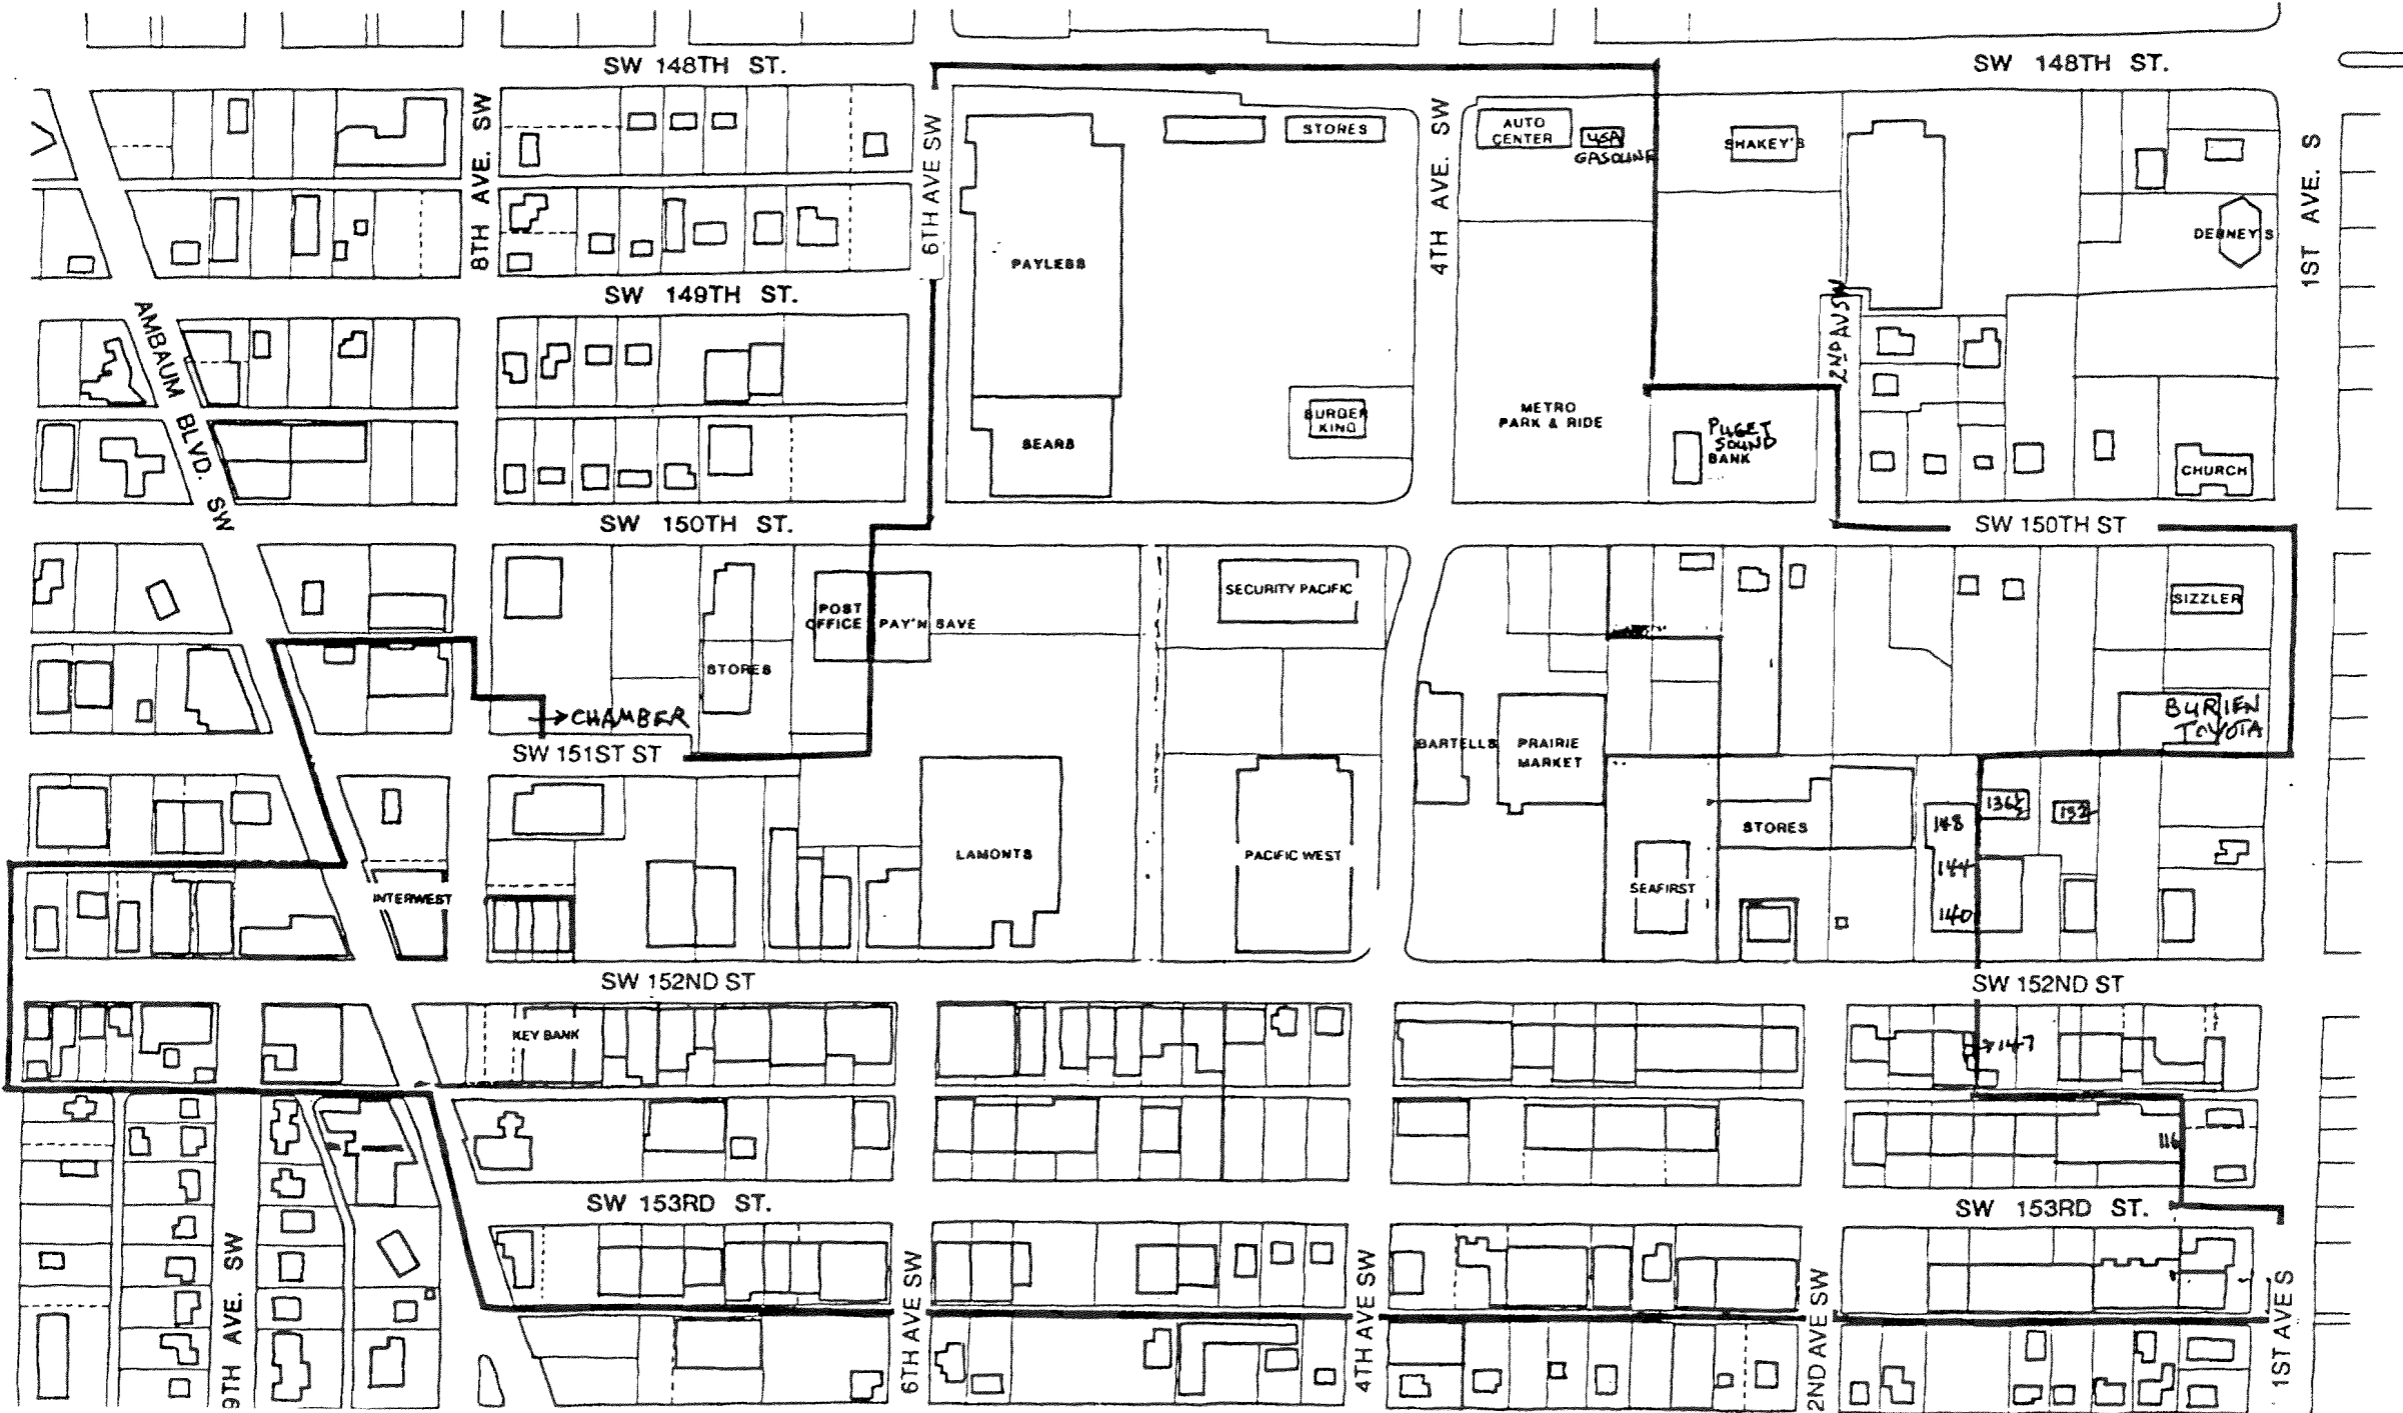 SW 148TH ST.
SW 148TH ST.
8TH AVE. SW
6TH AVE SW
4TH AVE. SW
1ST AVE. S
AUTO
CENTER
USA
GASOLINE
STORES
SHAKEY'S
DEBNEY'S
PAYLESS
SW 149TH ST.
AMBAUM BLVD. SW
2ND AV SW
BURGER
KING
METRO
PARK & RIDE
PUGET
SOUND
BANK
SEARS
CHURCH
SW 150TH ST.
SW 150TH ST
SECURITY PACIFIC
SIZZLER
POST
OFFICE
PAY'N SAVE
STORES
→CHAMBER
BURIEN
TOYOTA
SW 151ST ST
BARTELLS
PRAIRIE
MARKET
136½
132
148
STORES
LAMONTS
PACIFIC WEST
144
SEAFIRST
INTERWEST
140
SW 152ND ST
SW 152ND ST
KEY BANK
→147
116
SW 153RD ST.
SW 153RD ST.
9TH AVE. SW
6TH AVE SW
4TH AVE SW
2ND AVE SW
1ST AVE S